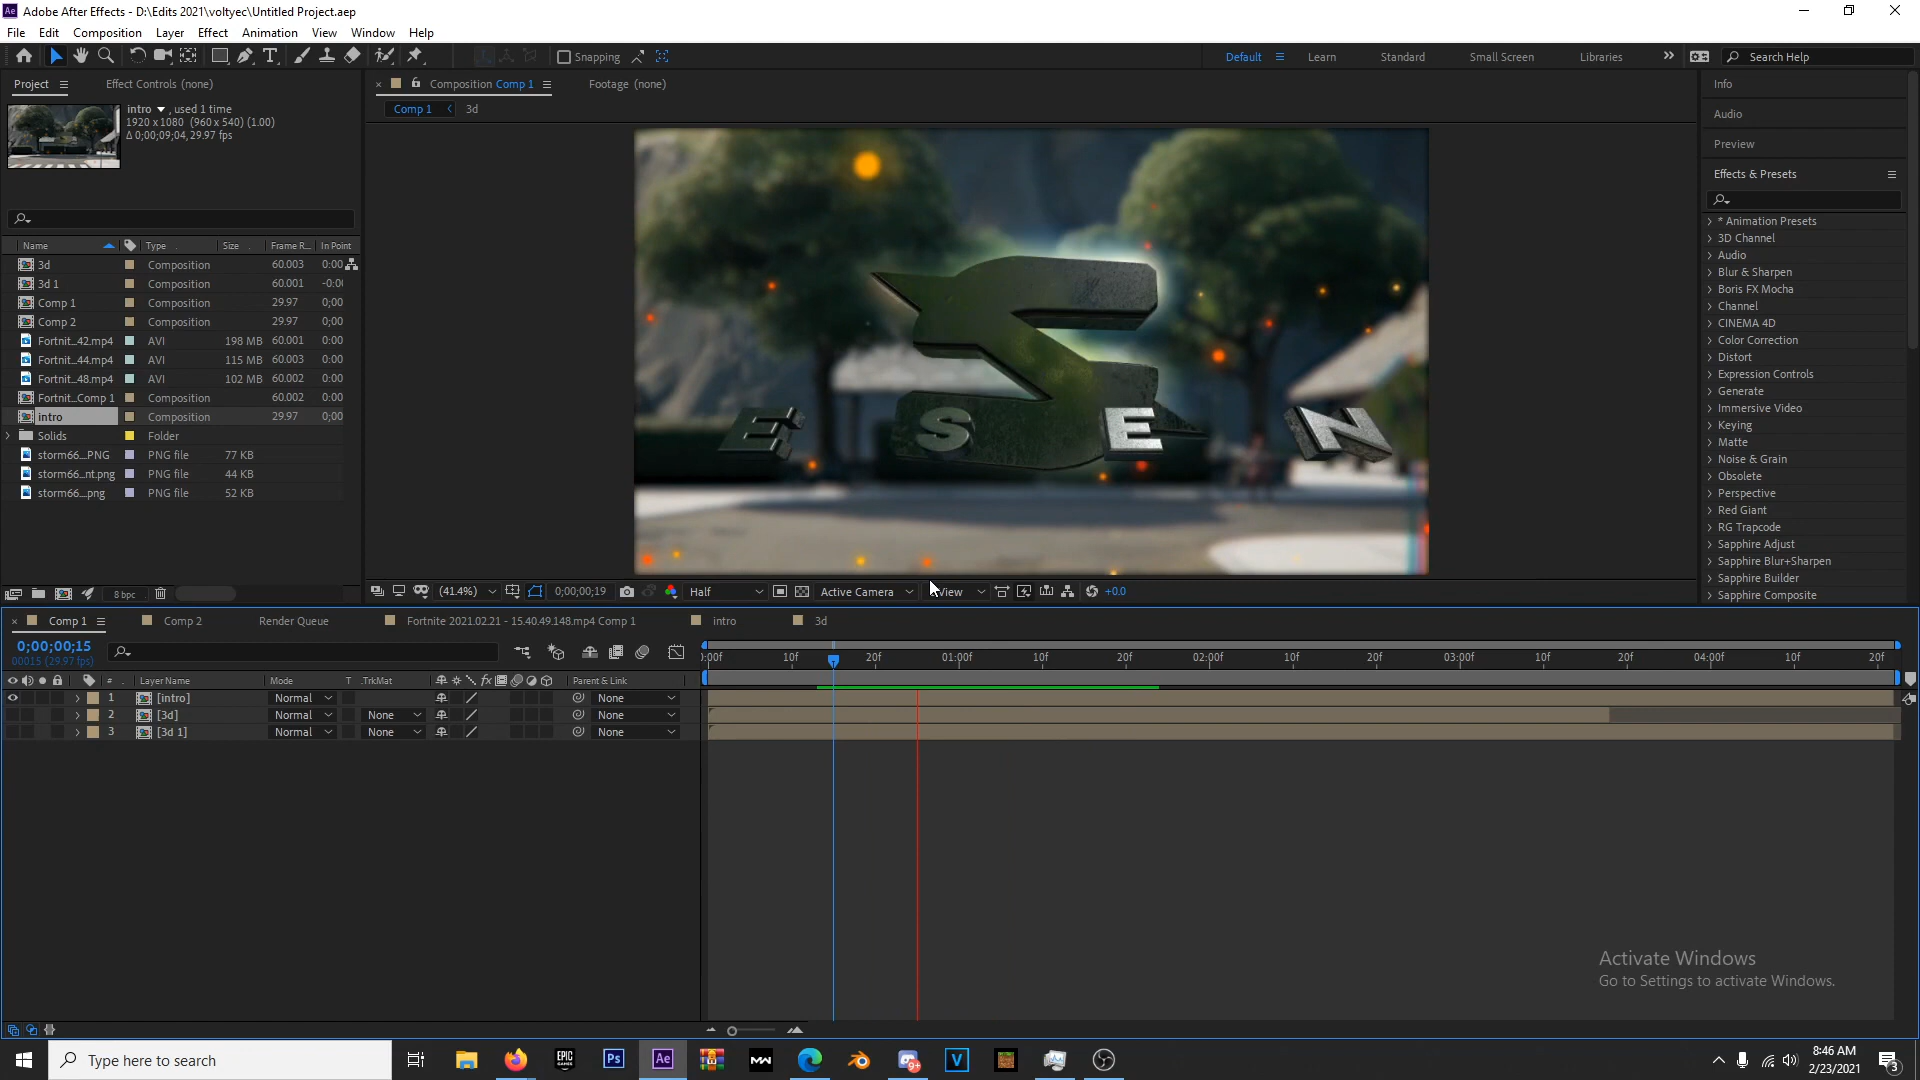 Adobe After Effects - D:\Edits 2021\voltyec\Untitled Project.aep
File Edit Composition Layer Effect Animation View Window Help
Snapping
Default Learn Standard Small Screen Libraries Search Help
Project Effect Controls (none)
Composition Comp 1 Footage (none)
Comp 1 3d
intro , used 1 time
1920 x 1080 (960 x 540) (1.00)
Δ 0;00;09;04, 29.97 fps
Name Type Size Frame R... In Point
3d Composition 60.003 0:00
3d 1 Composition 60.001 -0:0
Comp 1 Composition 29.97 0;00
Comp 2 Composition 29.97 0;00
Fortnit...42.mp4 AVI 198 MB 60.001 0:00
Fortnit...44.mp4 AVI 115 MB 60.003 0:00
Fortnit...48.mp4 AVI 102 MB 60.002 0:00
Fortnit...Comp 1 Composition 60.002 0:00
intro Composition 29.97 0;00
Solids Folder
storm66...PNG PNG file 77 KB
storm66...nt.png PNG file 44 KB
storm66...png PNG file 52 KB
8 bpc
E S E N
(41.4%) 0;00;00;19 Half Active Camera View +0.0
Info
Audio
Preview
Effects & Presets
* Animation Presets
3D Channel
Audio
Blur & Sharpen
Boris FX Mocha
Channel
CINEMA 4D
Color Correction
Distort
Expression Controls
Generate
Immersive Video
Keying
Matte
Noise & Grain
Obsolete
Perspective
Red Giant
RG Trapcode
Sapphire Adjust
Sapphire Blur+Sharpen
Sapphire Builder
Sapphire Composite
Comp 1 Comp 2 Render Queue Fortnite 2021.02.21 - 15.40.49.148.mp4 Comp 1 intro 3d
0;00;00;15
00015 (29.97 fps)
:00f 10f 20f 01:00f 10f 20f 02:00f 10f 20f 03:00f 10f 20f 04:00f 10f 20f
# Layer Name Mode T .TrkMat Parent & Link
1 [intro] Normal None
2 [3d] Normal None None
3 [3d 1] Normal None None
Activate Windows
Go to Settings to activate Windows.
Type here to search
EPIC GAMES Ps Ae MW 9+ V
8:46 AM
2/23/2021
3